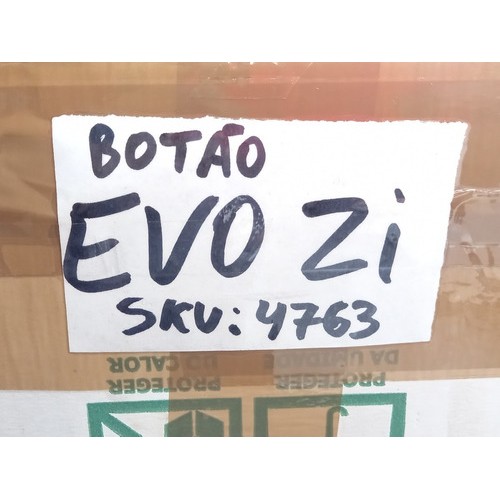 BOTÃO
EVO Zi
SKU: 4763
PROTEGER DO CALOR
PROTEGER DA UMIDADE